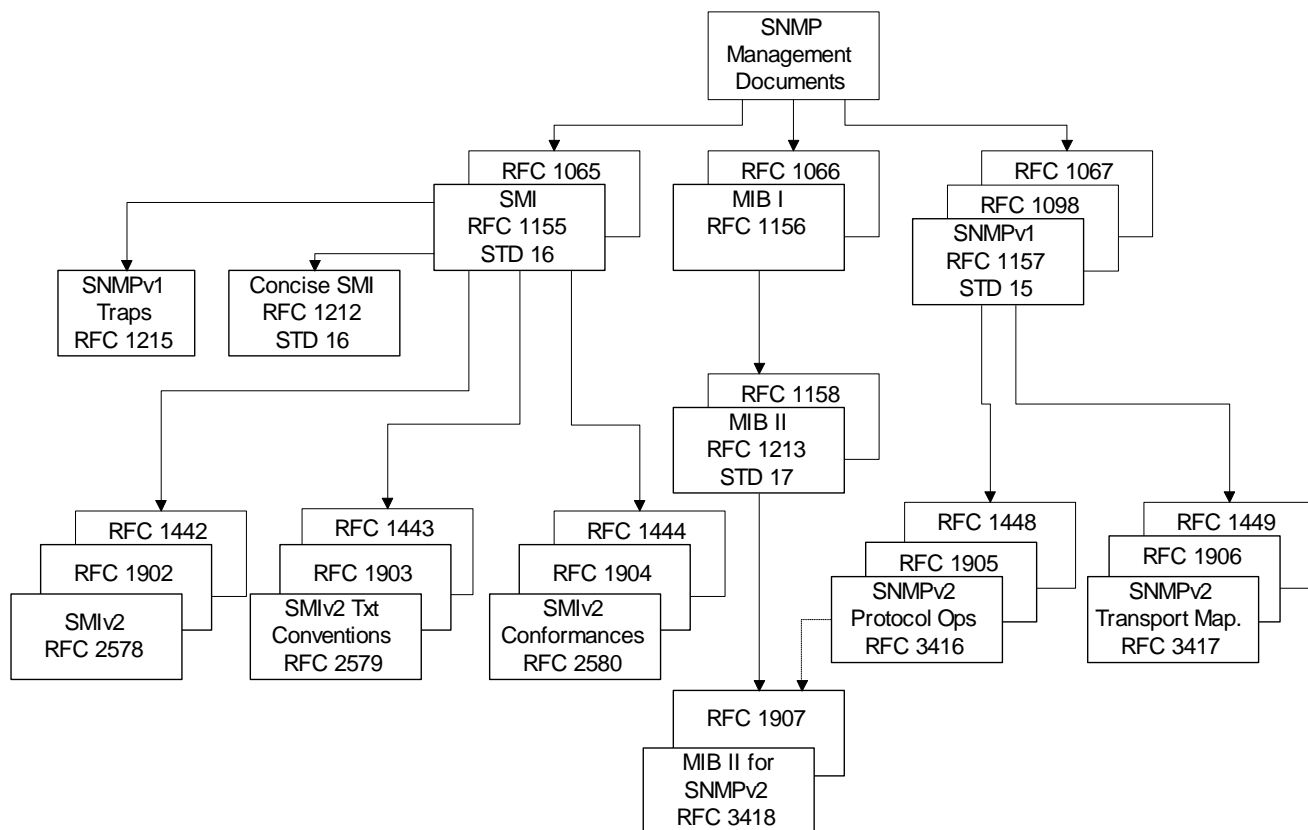 SNMP
Management
Documents
RFC 1065
SMI
RFC 1155
STD 16
RFC 1066
MIB I
RFC 1156
RFC 1067
RFC 1098
SNMPv1
RFC 1157
STD 15
SNMPv1
Traps
RFC 1215
Concise SMI
RFC 1212
STD 16
RFC 1158
MIB II
RFC 1213
STD 17
RFC 1442
RFC 1902
SMIv2
RFC 2578
RFC 1443
RFC 1903
SMIv2 Txt
Conventions
RFC 2579
RFC 1444
RFC 1904
SMIv2
Conformances
RFC 2580
RFC 1448
RFC 1905
SNMPv2
Protocol Ops
RFC 3416
RFC 1449
RFC 1906
SNMPv2
Transport Map.
RFC 3417
RFC 1907
MIB II for
SNMPv2
RFC 3418